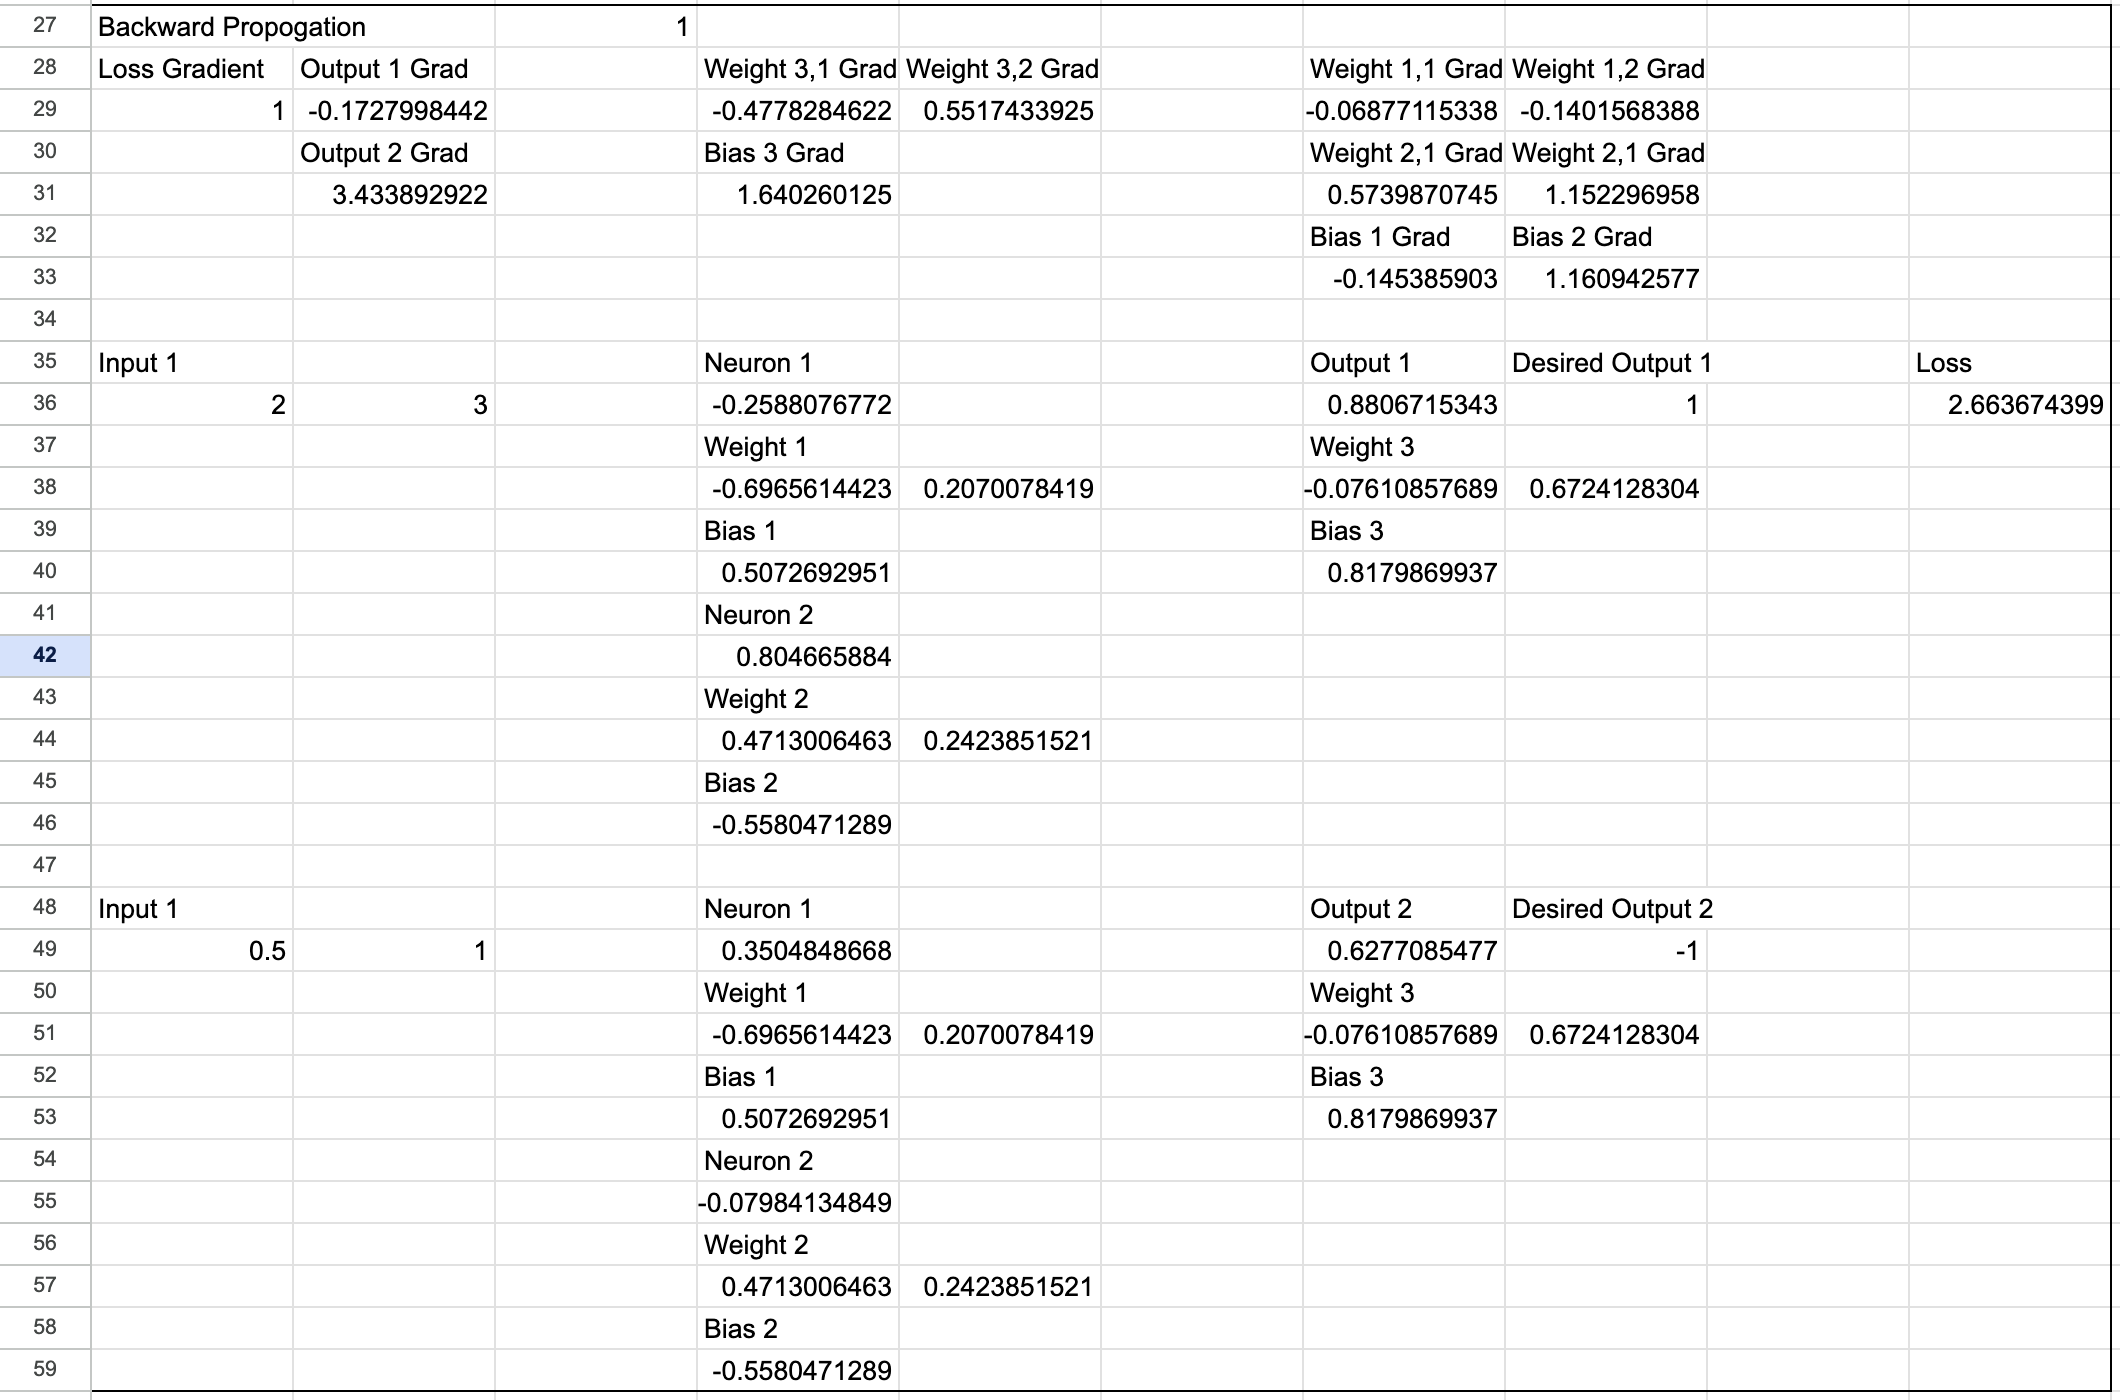 27 Backward Propogation 1
28 Loss Gradient Output 1 Grad Weight 3,1 Grad Weight 3,2 Grad Weight 1,1 Grad Weight 1,2 Grad
29 1 -0.1727998442 -0.4778284622 0.5517433925 -0.06877115338 -0.1401568388
30 Output 2 Grad Bias 3 Grad Weight 2,1 Grad Weight 2,1 Grad
31 3.433892922 1.640260125 0.5739870745 1.152296958
32 Bias 1 Grad Bias 2 Grad
33 -0.145385903 1.160942577
34
35 Input 1 Neuron 1 Output 1 Desired Output 1 Loss
36 2 3 -0.2588076772 0.8806715343 1 2.663674399
37 Weight 1 Weight 3
38 -0.6965614423 0.2070078419 -0.07610857689 0.6724128304
39 Bias 1 Bias 3
40 0.5072692951 0.8179869937
41 Neuron 2
42 0.804665884
43 Weight 2
44 0.4713006463 0.2423851521
45 Bias 2
46 -0.5580471289
47
48 Input 1 Neuron 1 Output 2 Desired Output 2
49 0.5 1 0.3504848668 0.6277085477 -1
50 Weight 1 Weight 3
51 -0.6965614423 0.2070078419 -0.07610857689 0.6724128304
52 Bias 1 Bias 3
53 0.5072692951 0.8179869937
54 Neuron 2
55 -0.07984134849
56 Weight 2
57 0.4713006463 0.2423851521
58 Bias 2
59 -0.5580471289